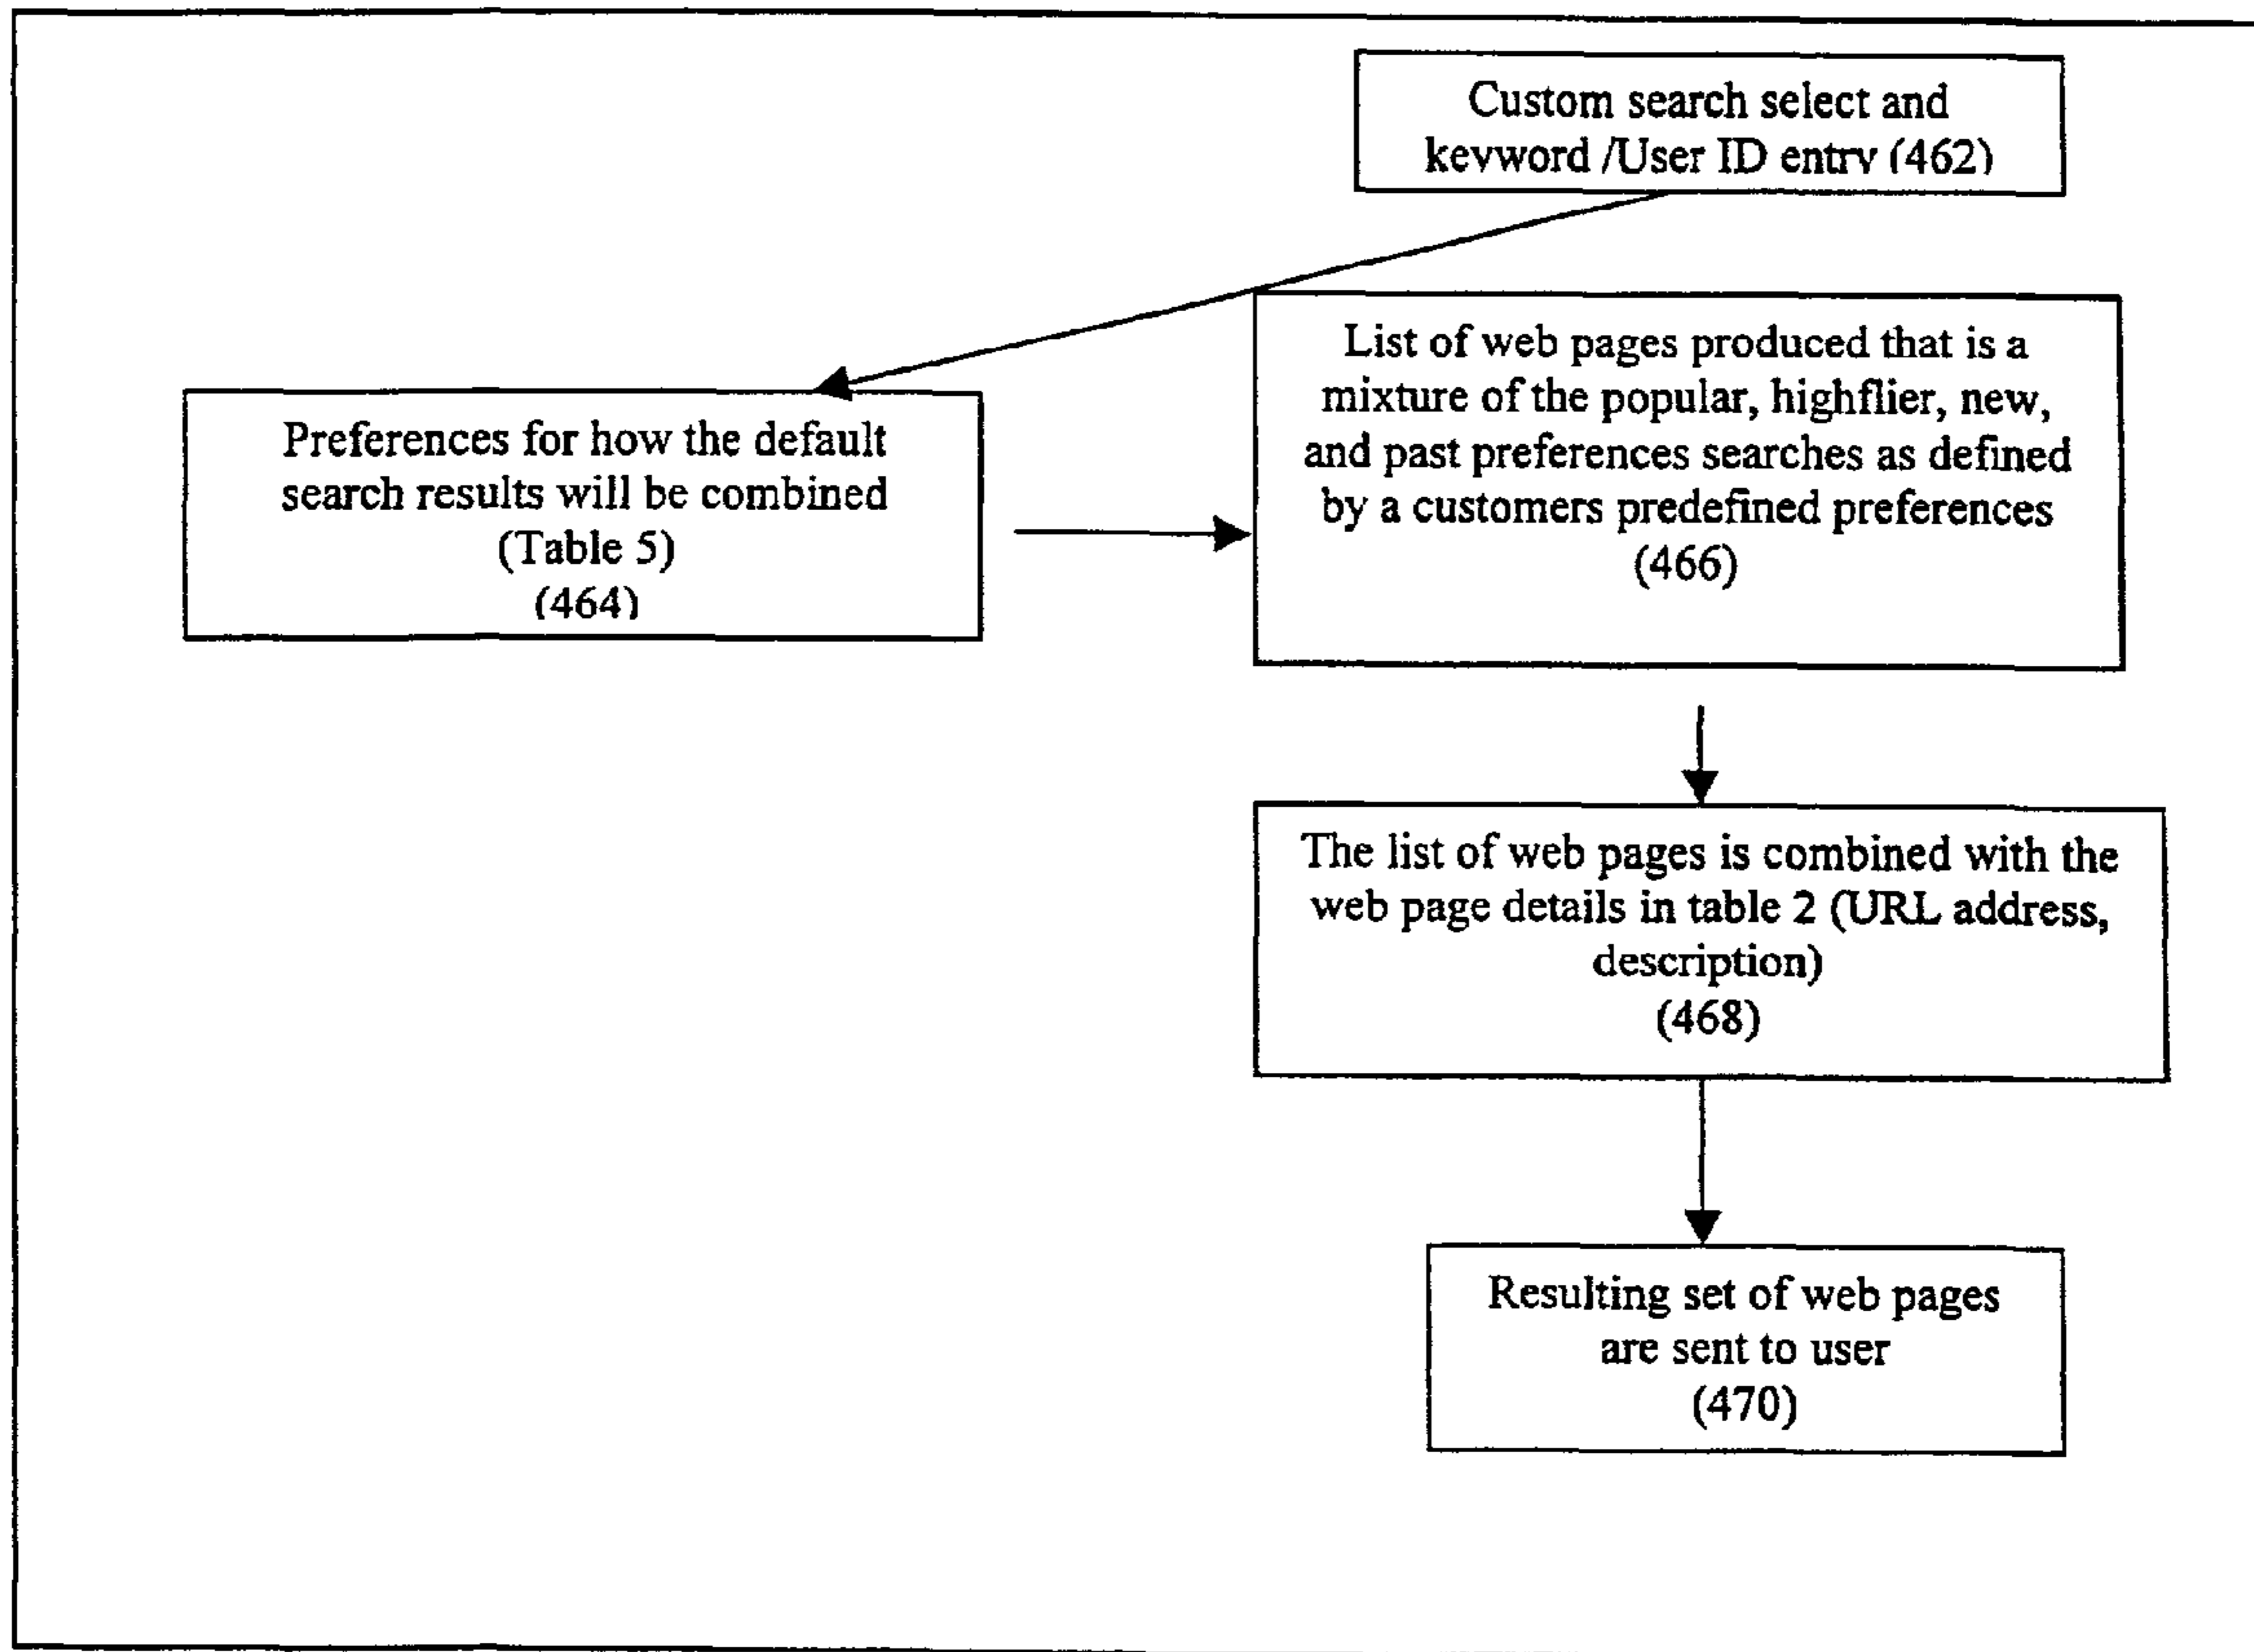 Custom search select and
keyword /User ID entry (462)
List of web pages produced that is a
mixture of the popular, highflier, new,
and past preferences searches as defined
by a customers predefined preferences
(466)
Preferences for how the default
search results will be combined
(Table 5)
(464)
The list of web pages is combined with the
web page details in table 2 (URL address,
description)
(468)
Resulting set of web pages
are sent to user
(470)